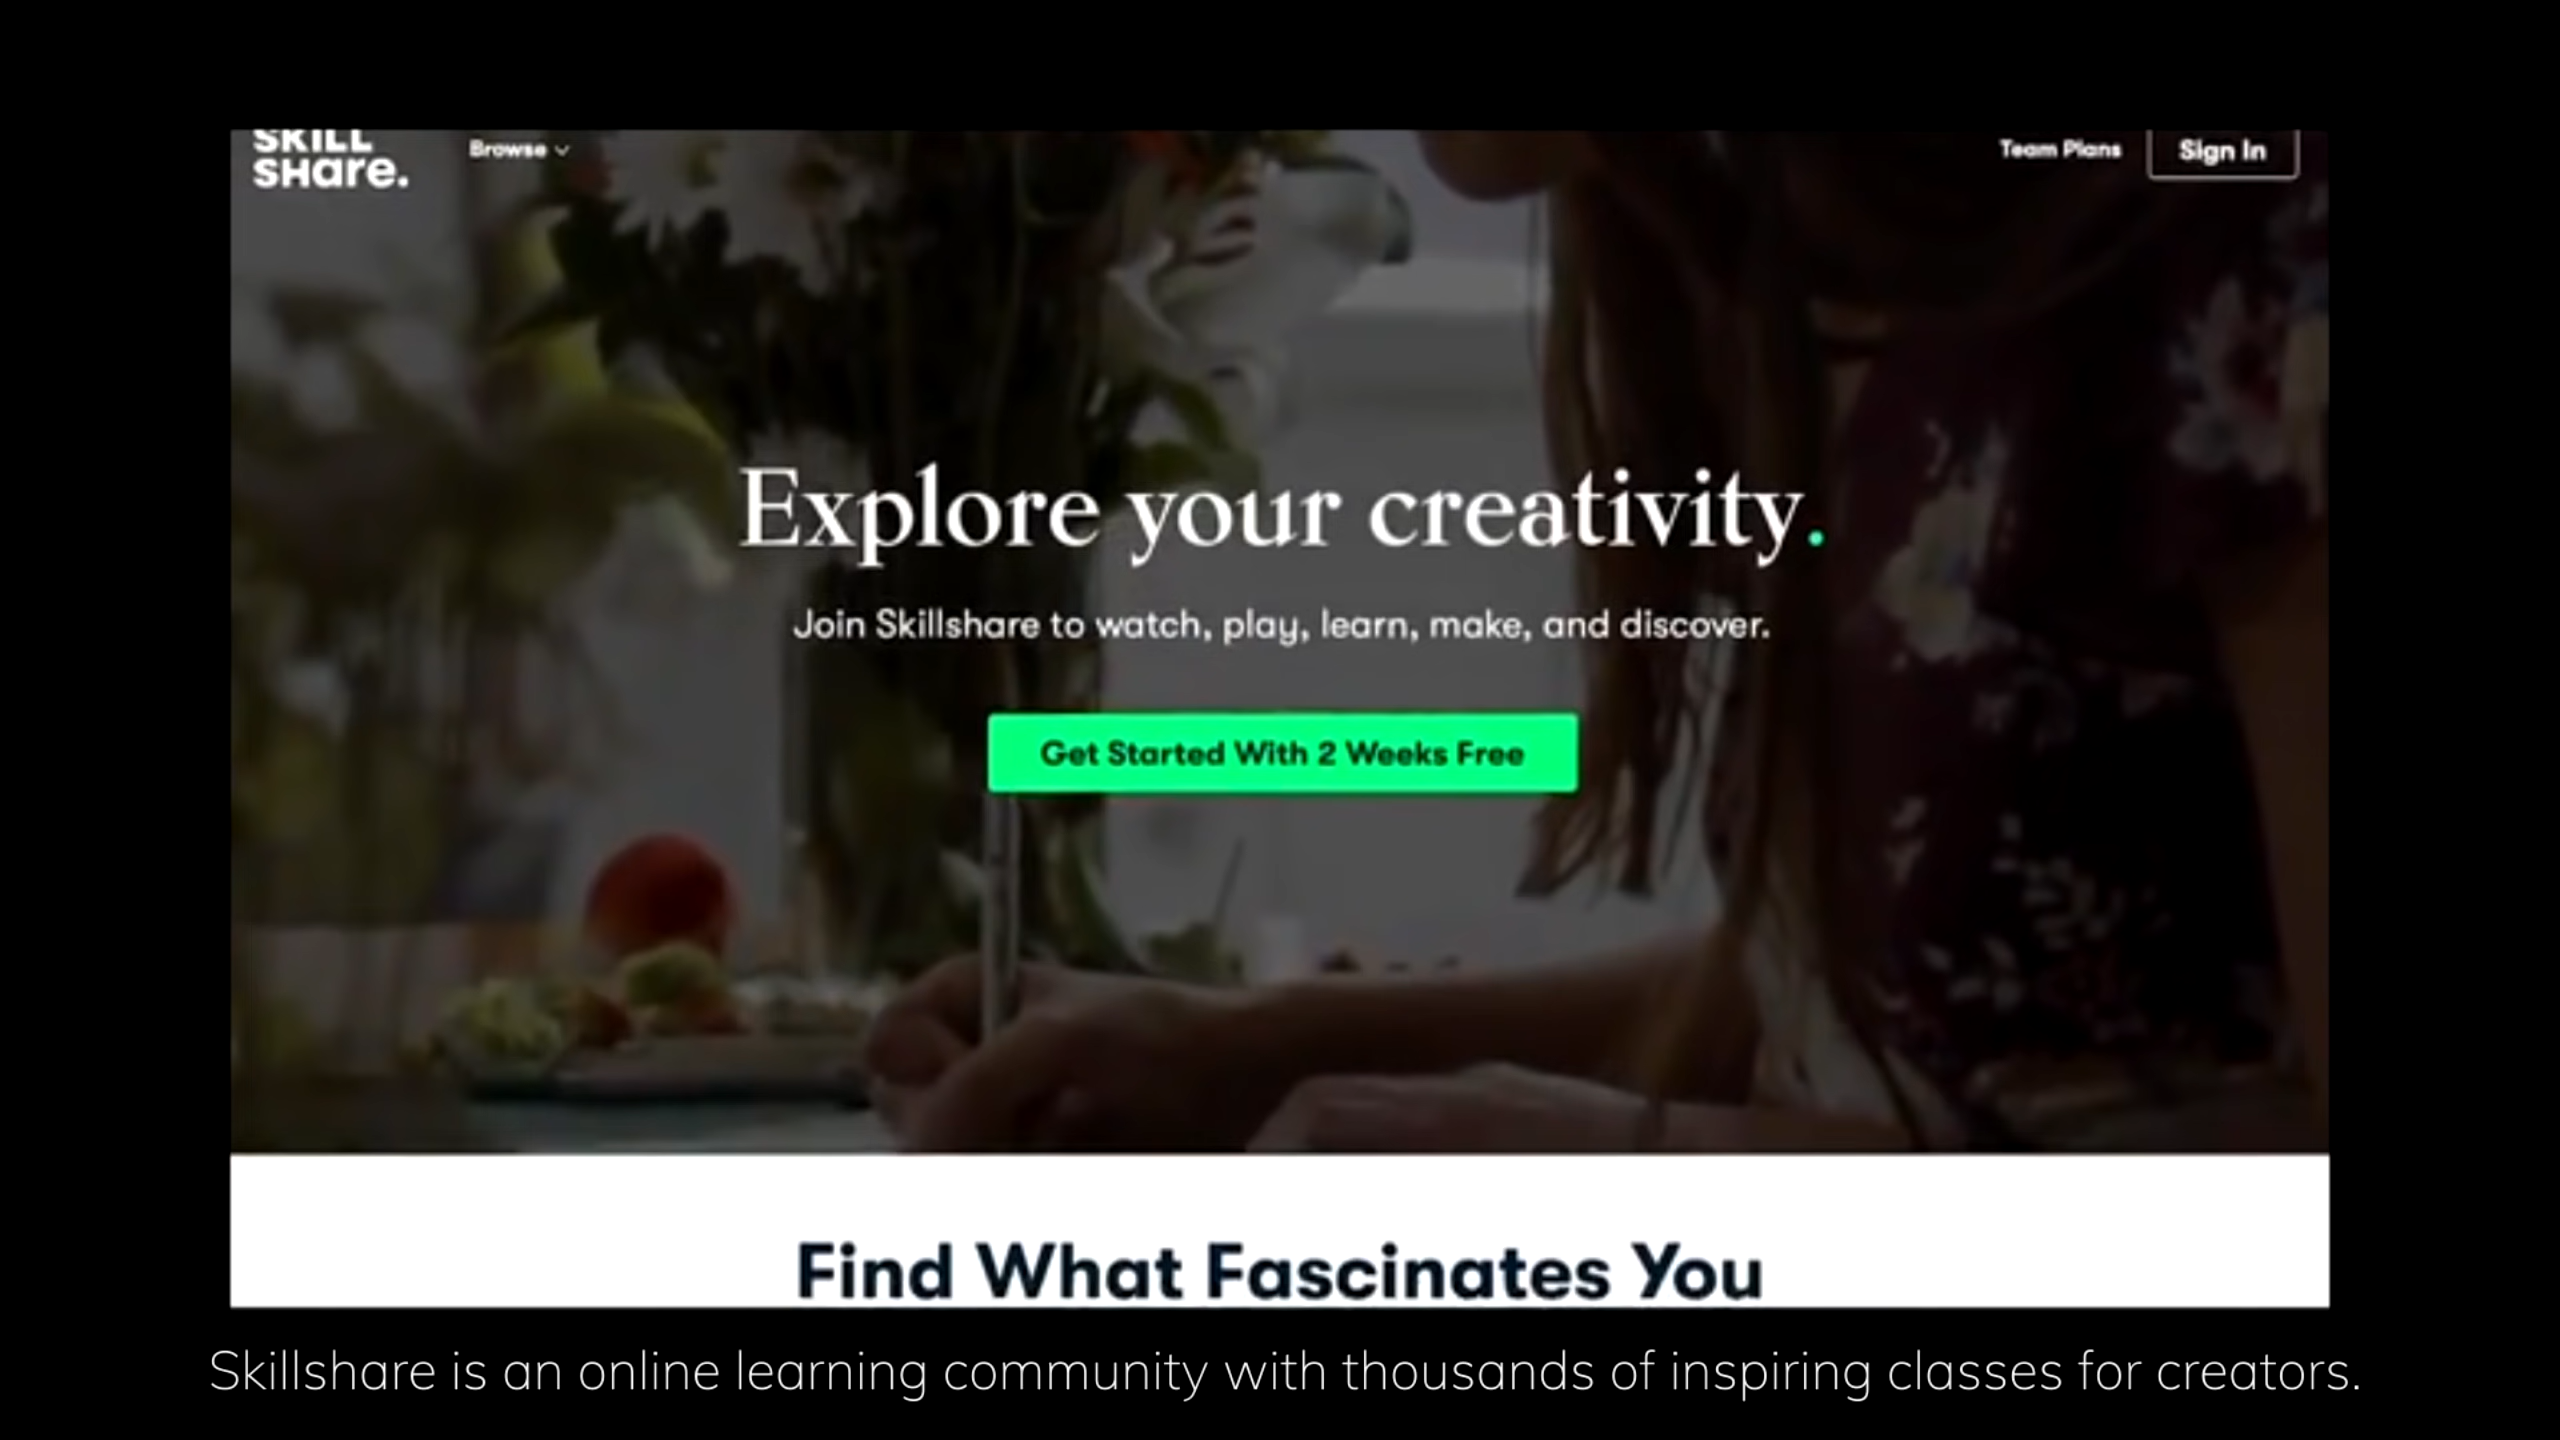 SKILL
SHare.
Browse
Team Plans
Sign In
Explore your creativity.
Join Skillshare to watch, play, learn, make, and discover.
Get Started With 2 Weeks Free
Find What Fascinates You
Skillshare is an online learning community with thousands of inspiring classes for creators.